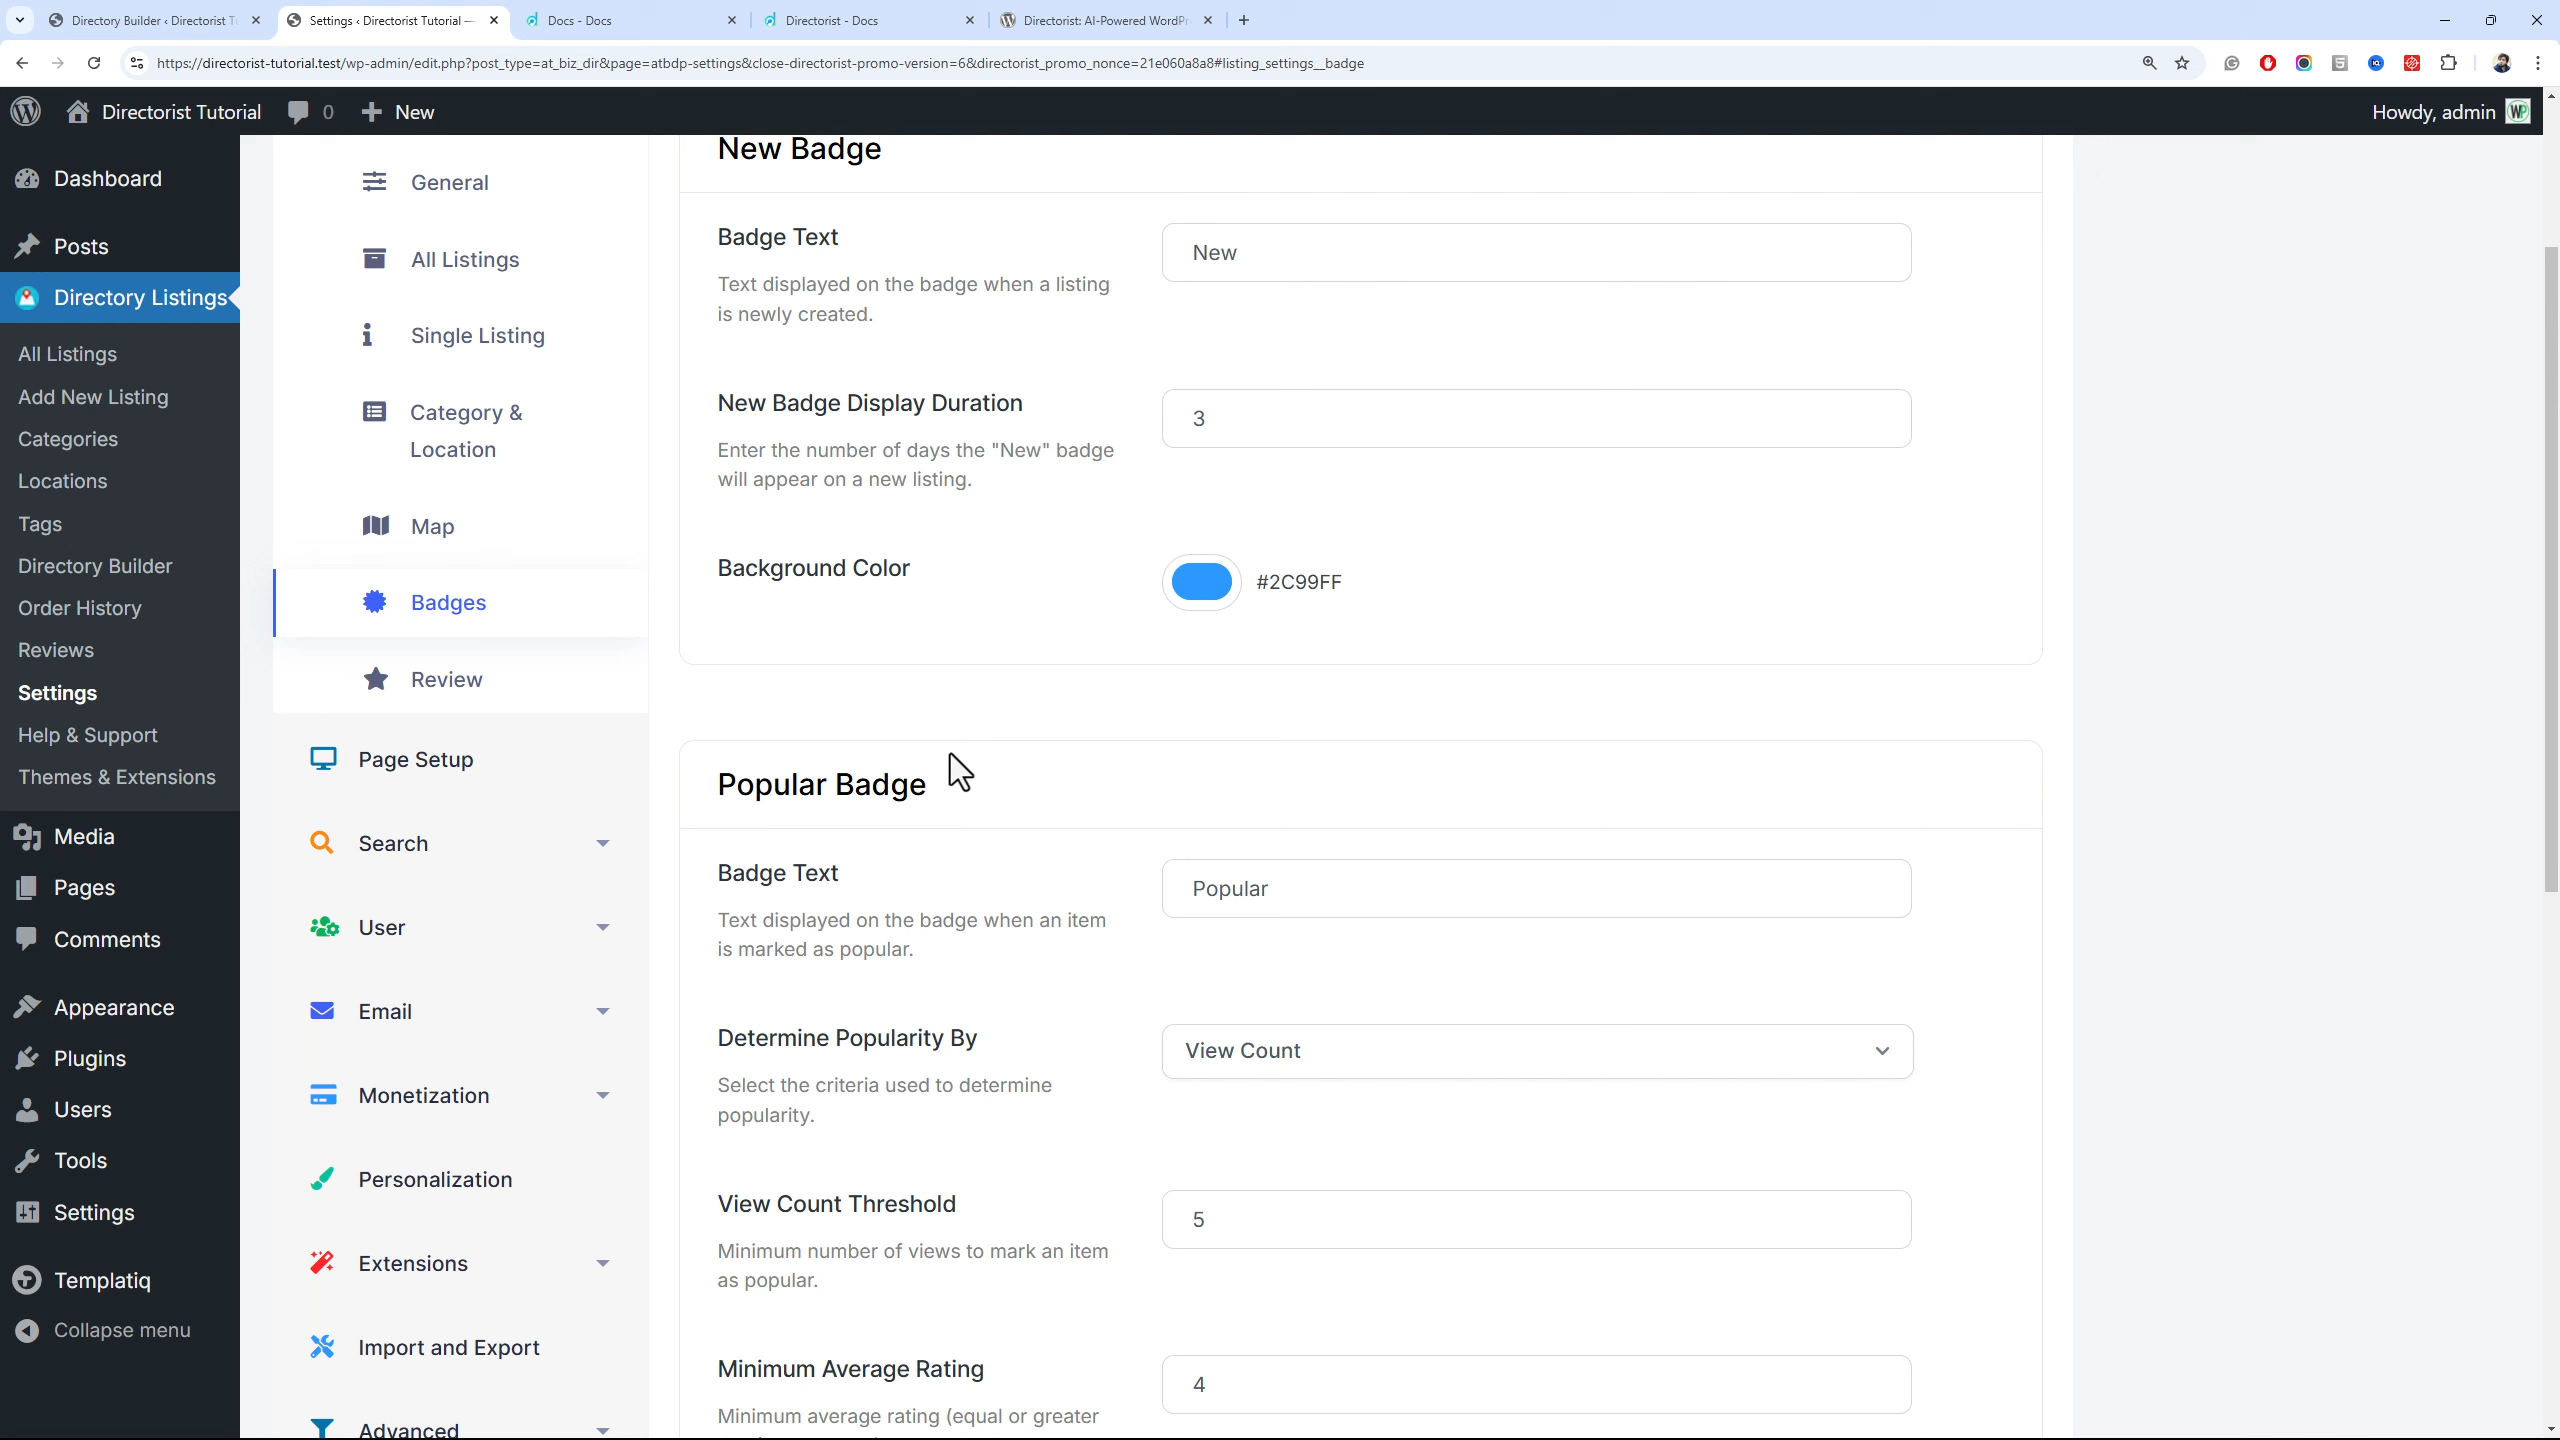 Directory Builder ‹ Directorist Tu
Settings ‹ Directorist Tutorial —
Docs - Docs
Directorist - Docs
Directorist: AI-Powered WordPr
https://directorist-tutorial.test/wp-admin/edit.php?post_type=at_biz_dir&page=atbdp-settings&close-directorist-promo-version=6&directorist_promo_nonce=21e060a8a8#listing_settings__badge
Directorist Tutorial
0
New
Howdy, admin
Dashboard
Posts
Directory Listings
All Listings
Add New Listing
Categories
Locations
Tags
Directory Builder
Order History
Reviews
Settings
Help & Support
Themes & Extensions
Media
Pages
Comments
Appearance
Plugins
Users
Tools
Settings
Templatiq
Collapse menu
General
All Listings
Single Listing
Category &
Location
Map
Badges
Review
Page Setup
Search
User
Email
Monetization
Personalization
Extensions
Import and Export
Advanced
New Badge
Badge Text
New
Text displayed on the badge when a listing
is newly created.
New Badge Display Duration
3
Enter the number of days the "New" badge
will appear on a new listing.
Background Color
#2C99FF
Popular Badge
Badge Text
Popular
Text displayed on the badge when an item
is marked as popular.
Determine Popularity By
View Count
Select the criteria used to determine
popularity.
View Count Threshold
5
Minimum number of views to mark an item
as popular.
Minimum Average Rating
4
Minimum average rating (equal or greater